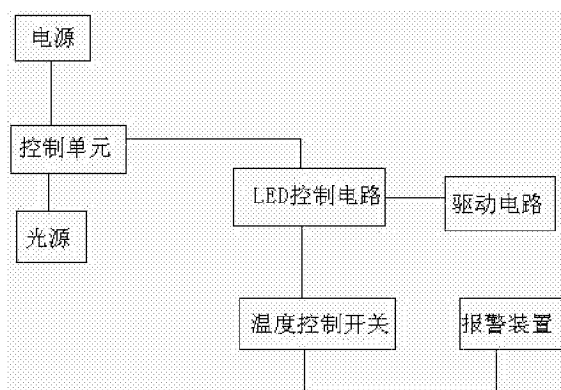 电源
控制单元
LED控制电路
驱动电路
光源
温度控制开关
报警装置